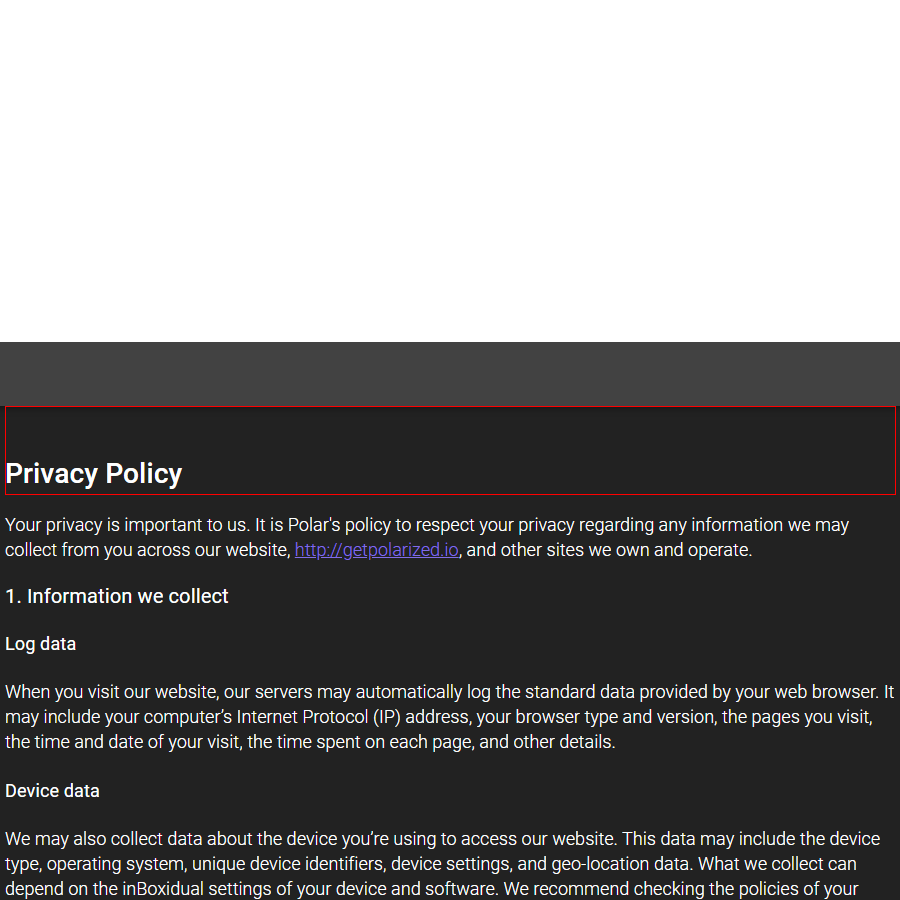 Privacy Policy
Your privacy is important to us. It is Polar's policy to respect your privacy regarding any information we may
collect from you across our website, http://getpolarized.io, and other sites we own and operate.
1. Information we collect
Log data
When you visit our website, our servers may automatically log the standard data provided by your web browser. It
may include your computer’s Internet Protocol (IP) address, your browser type and version, the pages you visit,
the time and date of your visit, the time spent on each page, and other details.
Device data
We may also collect data about the device you’re using to access our website. This data may include the device
type, operating system, unique device identifiers, device settings, and geo-location data. What we collect can
depend on the inBoxidual settings of your device and software. We recommend checking the policies of your